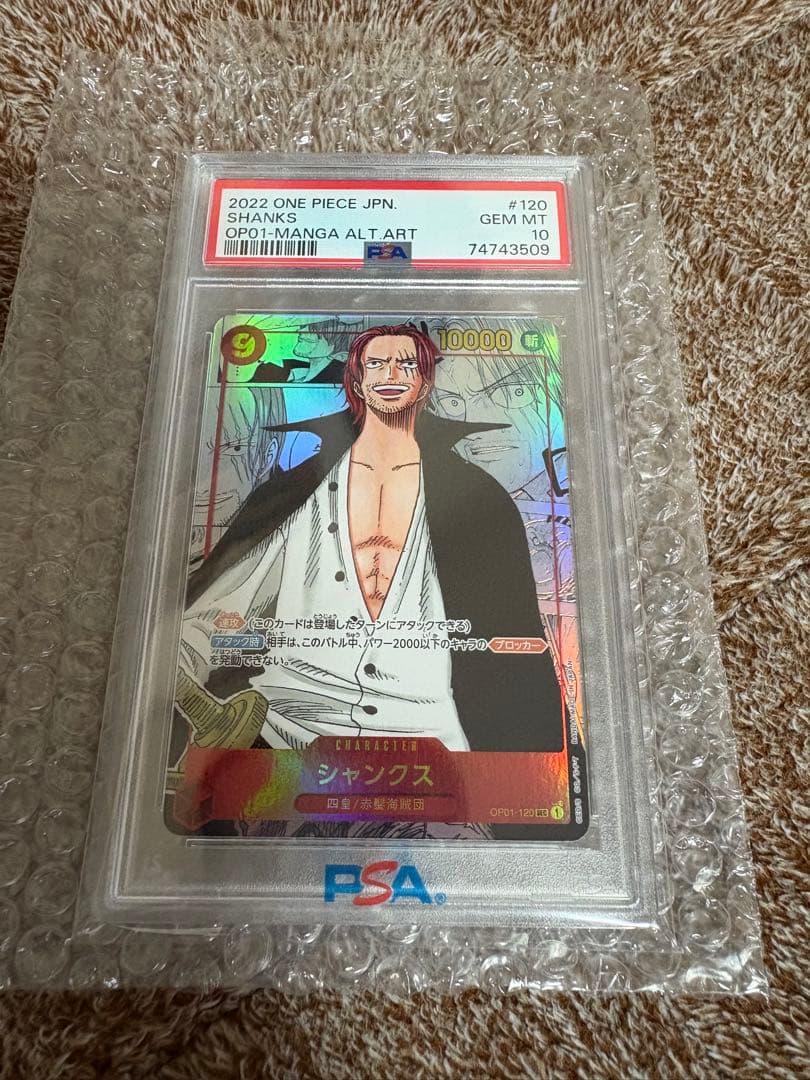 2022 ONE PIECE JPN. #120
SHANKS GEM MT
OP01-MANGA ALT.ART 10
PSA 74743509
9 10000 斬
速攻 (このカードは登場したターンにアタックできる)
アタック時 相手は、このバトル中、パワー2000以下のキャラの ブロッカー
を発動できない。
CHARACTER
シャンクス
四皇/赤髪海賊団
OP01-120 SEC 1
PSA